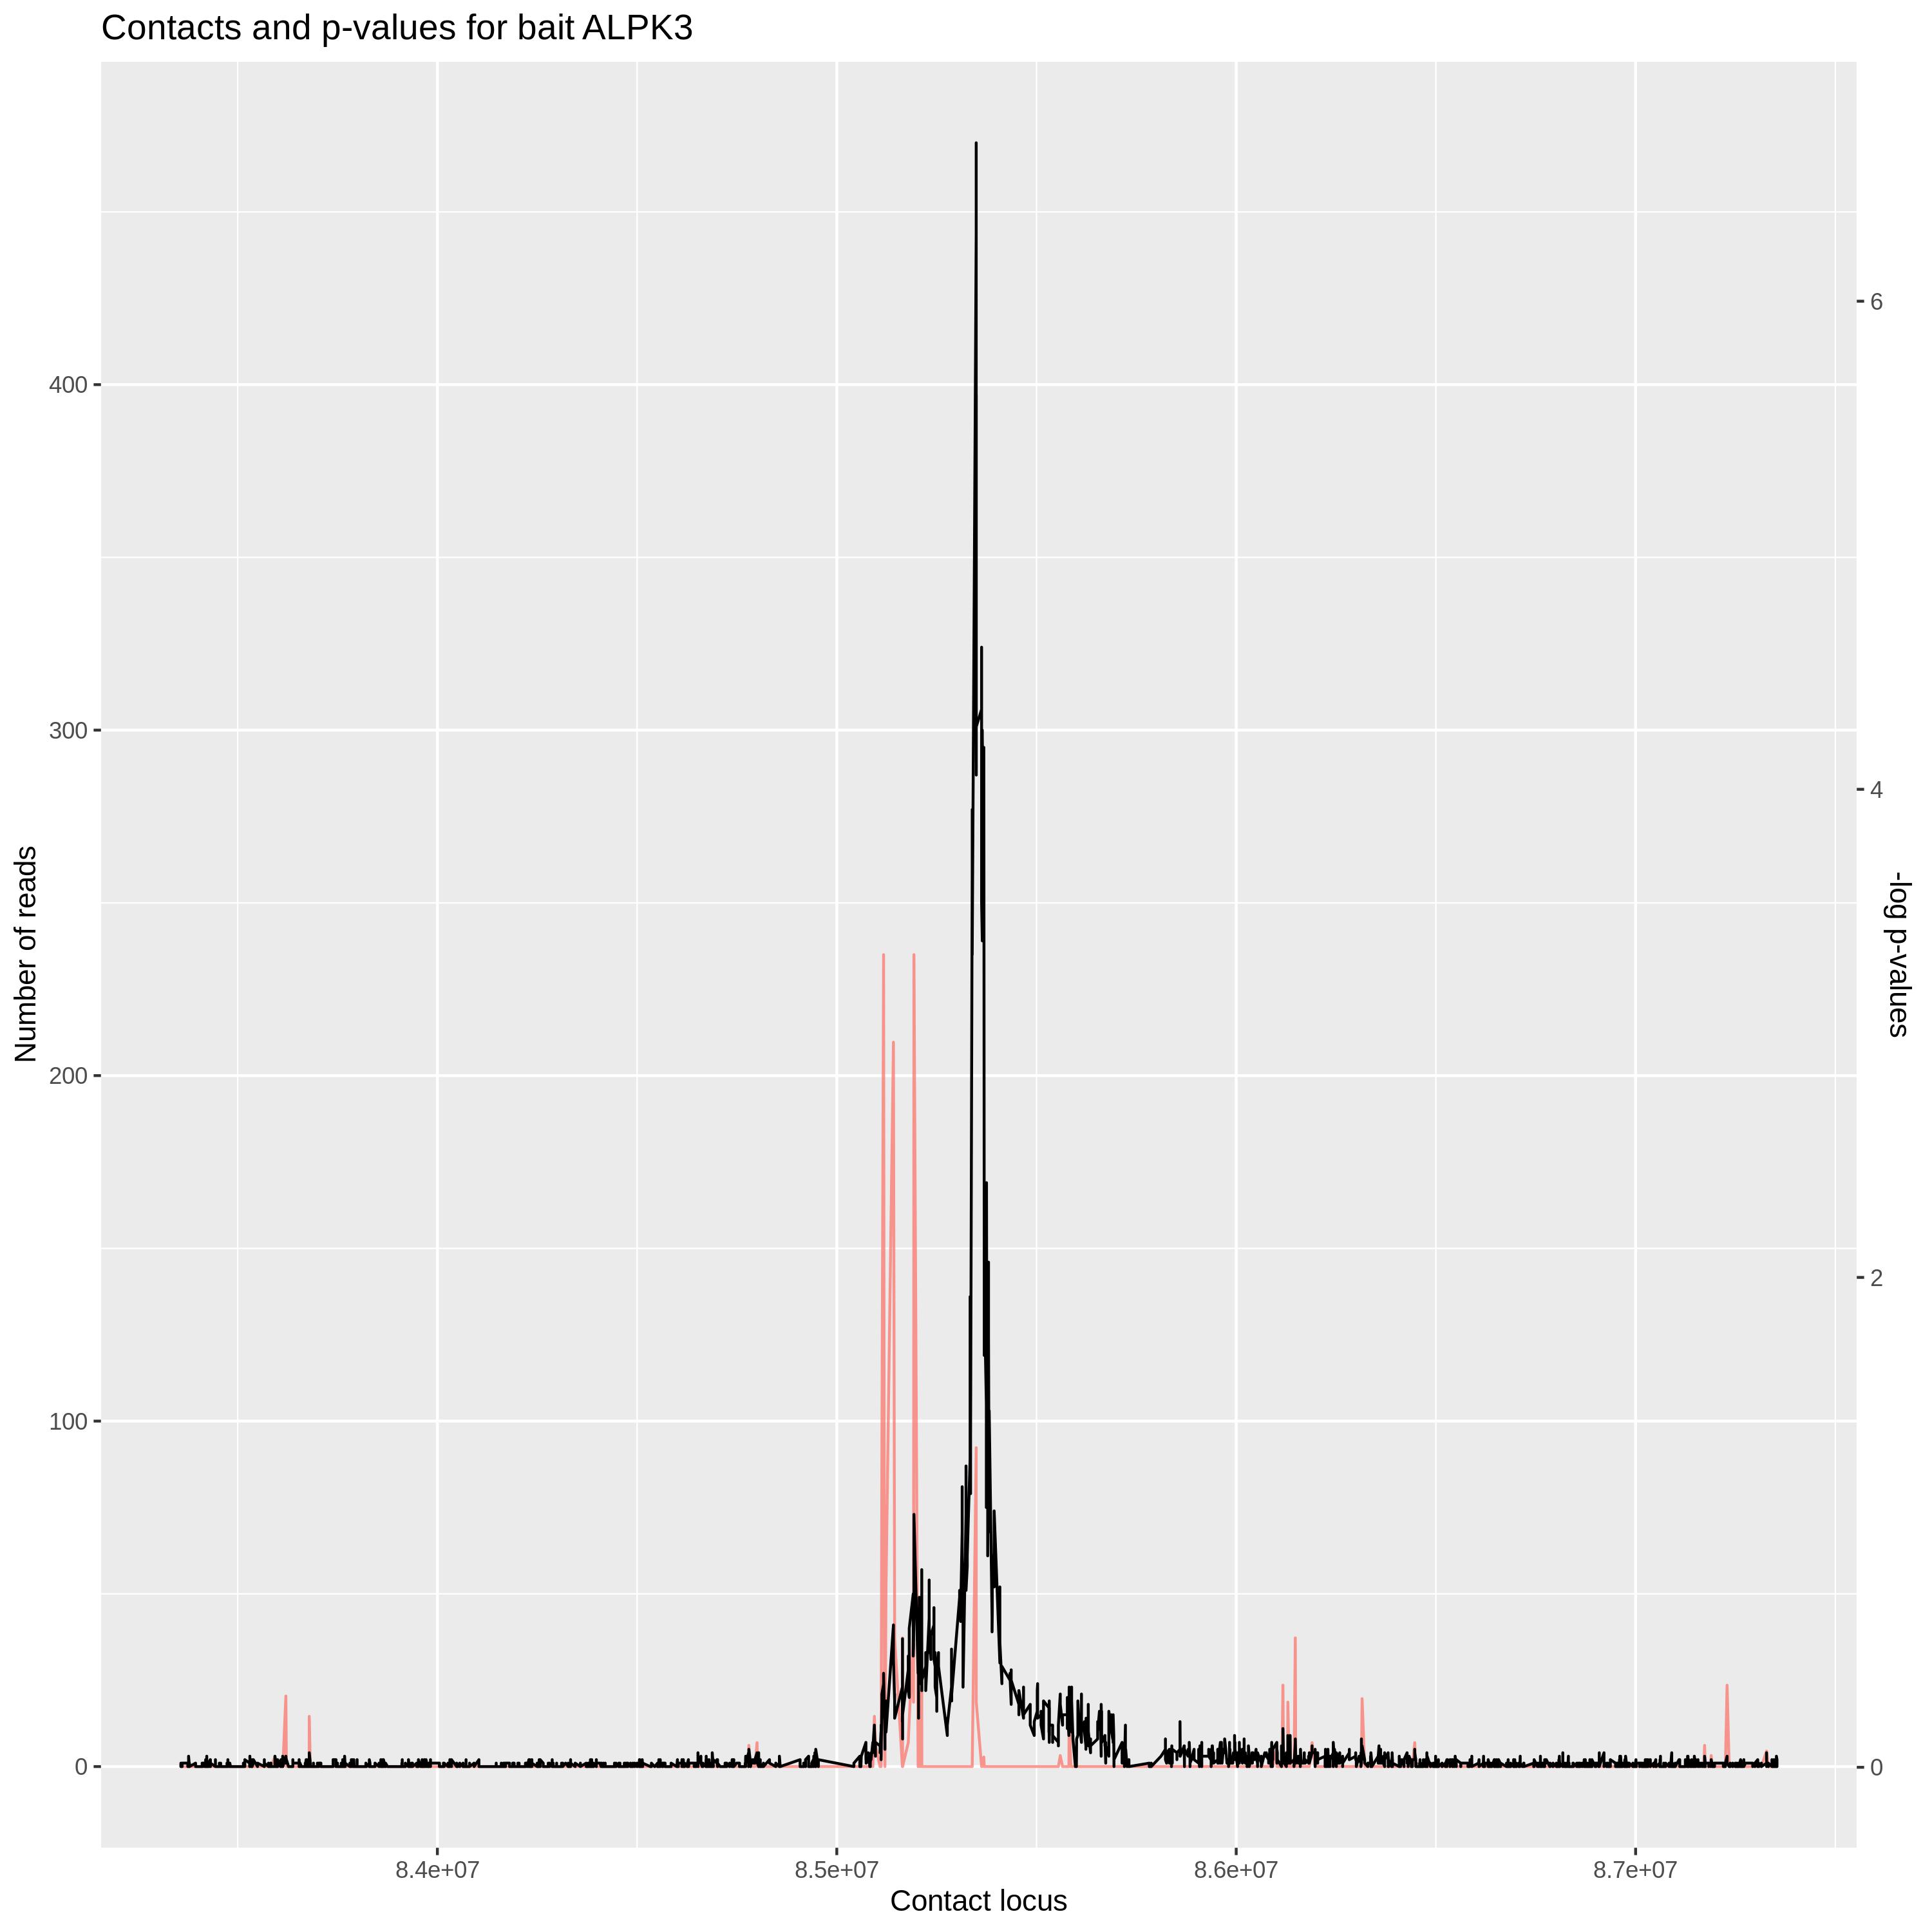 Contacts and p-values for bait ALPK3
Number of reads
400
300
200
100
0
6
4
2
0
-log p-values
8.4e+07
8.5e+07
8.6e+07
8.7e+07
Contact locus